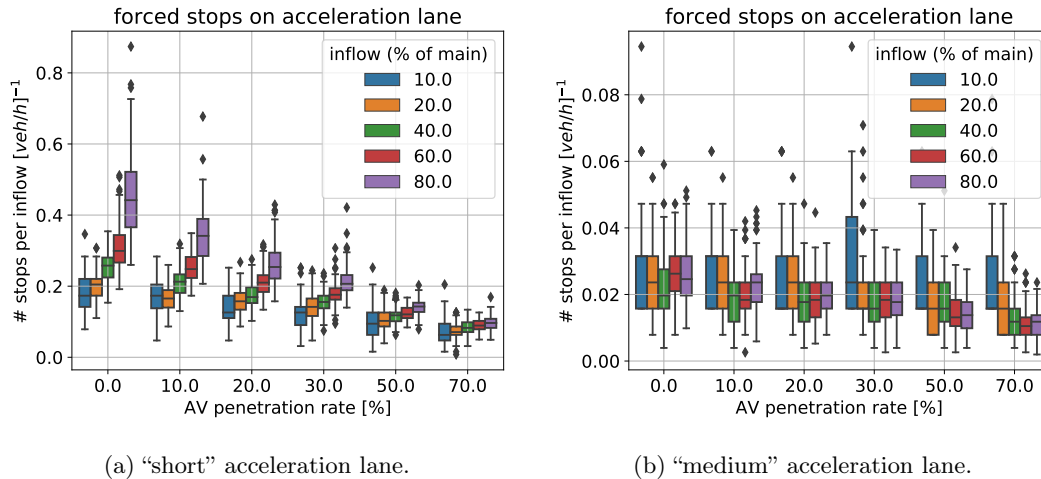 forced stops on acceleration lane
# stops per inflow [veh/h]⁻¹
0.8
0.6
0.4
0.2
0.0
inflow (% of main)
10.0
20.0
40.0
60.0
80.0
0.0 10.0 20.0 30.0 50.0 70.0
AV penetration rate [%]
(a) “short” acceleration lane.
forced stops on acceleration lane
# stops per inflow [veh/h]⁻¹
0.08
0.06
0.04
0.02
0.00
inflow (% of main)
10.0
20.0
40.0
60.0
80.0
0.0 10.0 20.0 30.0 50.0 70.0
AV penetration rate [%]
(b) “medium” acceleration lane.